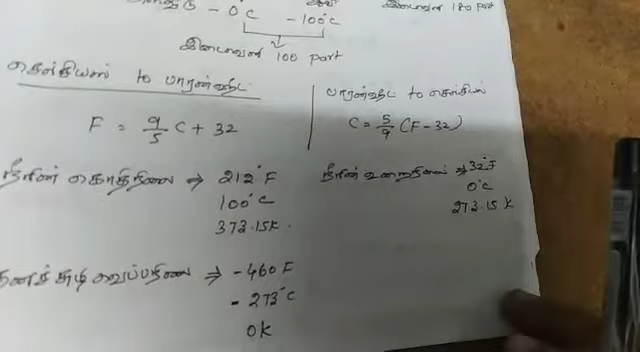 - 0°C - 100°C
இடைவெளி 180 part
இடைவெளி 100 part
செல்சியஸ் to பாரன்ஹீட்
F = 9/5 C + 32
பாரன்ஹீட் to செல்சியஸ்
C = 5/9 (F - 32)
நீரின் கொதிநிலை ⇒ 212°F
100°C
373.15K
நீரின் உறைநிலை ⇒ 32°F
0°C
273.15 K
தனிச்சுழி வெப்பநிலை ⇒ -460F
- 273°C
0K